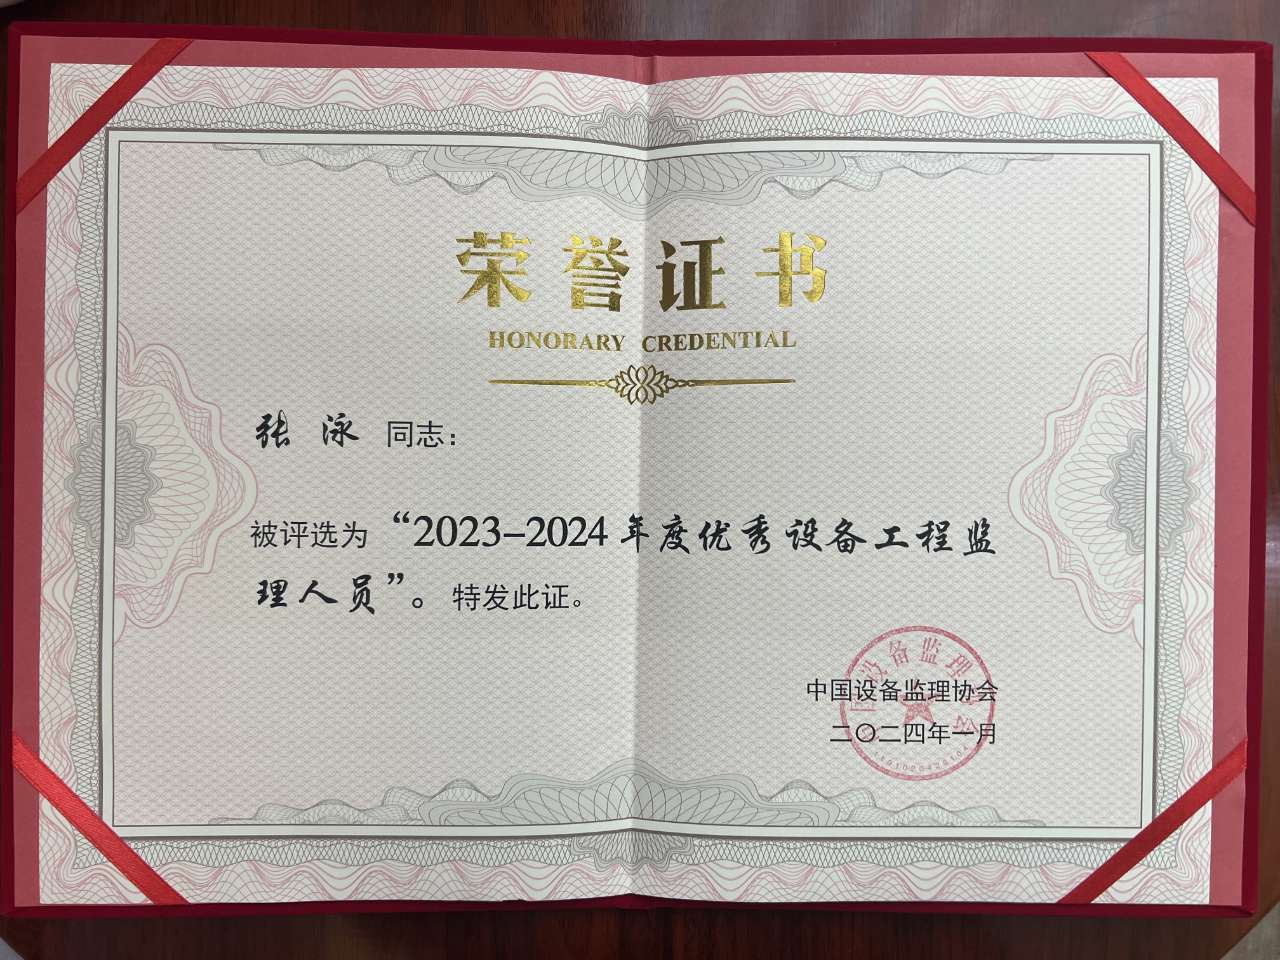 荣誉证书
HONORARY CREDENTIAL
张泳 同志：
被评选为“2023-2024年度优秀设备工程监
理人员”。特发此证。
中国设备监理协会
二〇二四年一月